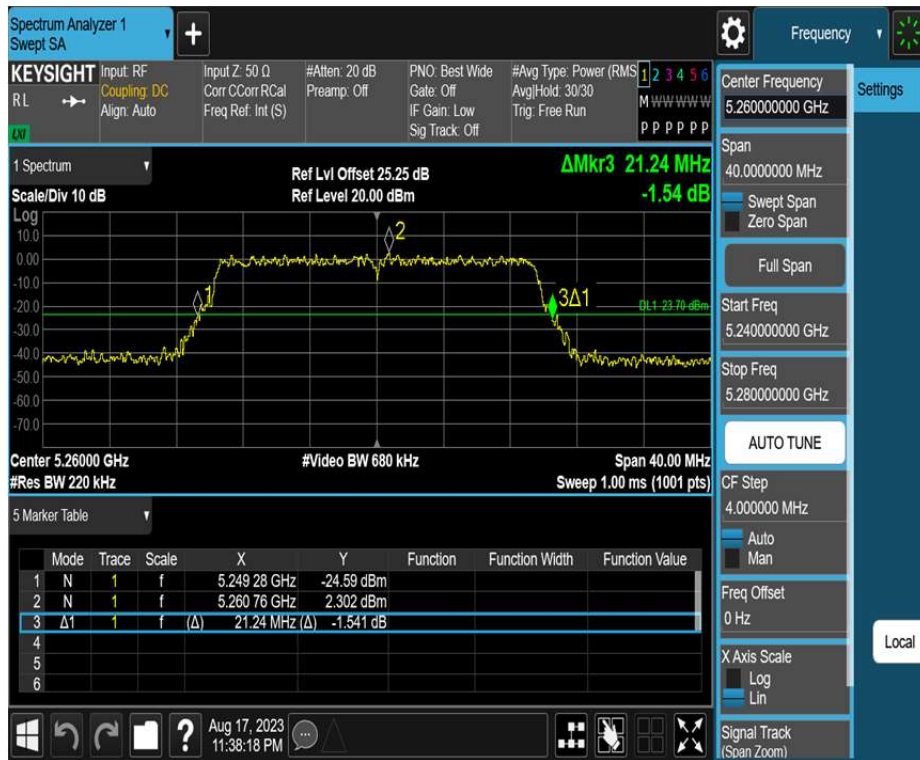 Spectrum Analyzer 1
Swept SA
+
Frequency
KEYSIGHT
RL
LXI
Input: RF
Coupling: DC
Align: Auto
Input Z: 50 Ω
Corr CCorr RCal
Freq Ref: Int (S)
#Atten: 20 dB
Preamp: Off
PNO: Best Wide
Gate: Off
IF Gain: Low
Sig Track: Off
#Avg Type: Power (RMS
Avg|Hold: 30/30
Trig: Free Run
1 2 3 4 5 6
M W W W W W
P P P P P P
1 Spectrum
Scale/Div 10 dB
Ref Lvl Offset 25.25 dB
Ref Level 20.00 dBm
ΔMkr3 21.24 MHz
-1.54 dB
Log
10.0
0.00
-10.0
-20.0
-30.0
-40.0
-50.0
-60.0
-70.0
1
2
3Δ1
DL1 -23.70 dBm
Center 5.26000 GHz
#Res BW 220 kHz
#Video BW 680 kHz
Span 40.00 MHz
Sweep 1.00 ms (1001 pts)
5 Marker Table
Mode Trace Scale X Y Function Function Width Function Value
1 N 1 f 5.249 28 GHz -24.59 dBm
2 N 1 f 5.260 76 GHz 2.302 dBm
3 Δ1 1 f (Δ) 21.24 MHz (Δ) -1.541 dB
4
5
6
?
Aug 17, 2023
11:38:18 PM
Center Frequency
5.260000000 GHz
Span
40.0000000 MHz
Swept Span
Zero Span
Full Span
Start Freq
5.240000000 GHz
Stop Freq
5.280000000 GHz
AUTO TUNE
CF Step
4.000000 MHz
Auto
Man
Freq Offset
0 Hz
X Axis Scale
Log
Lin
Signal Track
(Span Zoom)
Settings
Local